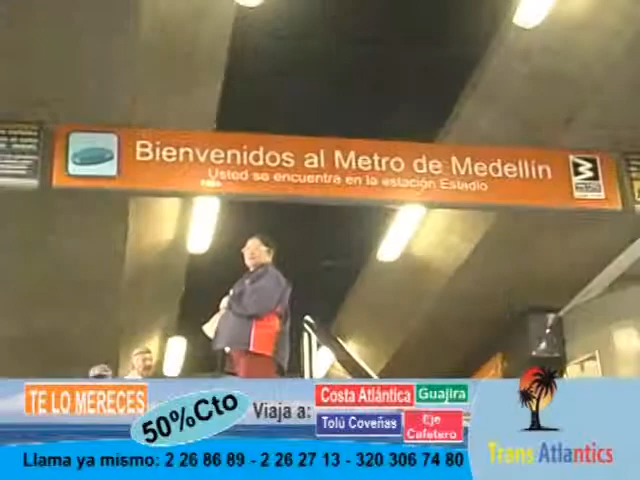 Bienvenidos al Metro de Medellín
Usted se encuentra en la estación Estadio
TE LO MERECES
50%Cto
Viaja a:
Costa Atlántica
Guajira
Tolú Coveñas
Eje
Cafetero
Llama ya mismo: 2 26 86 89 - 2 26 27 13 - 320 306 74 80
Trans Atlantics